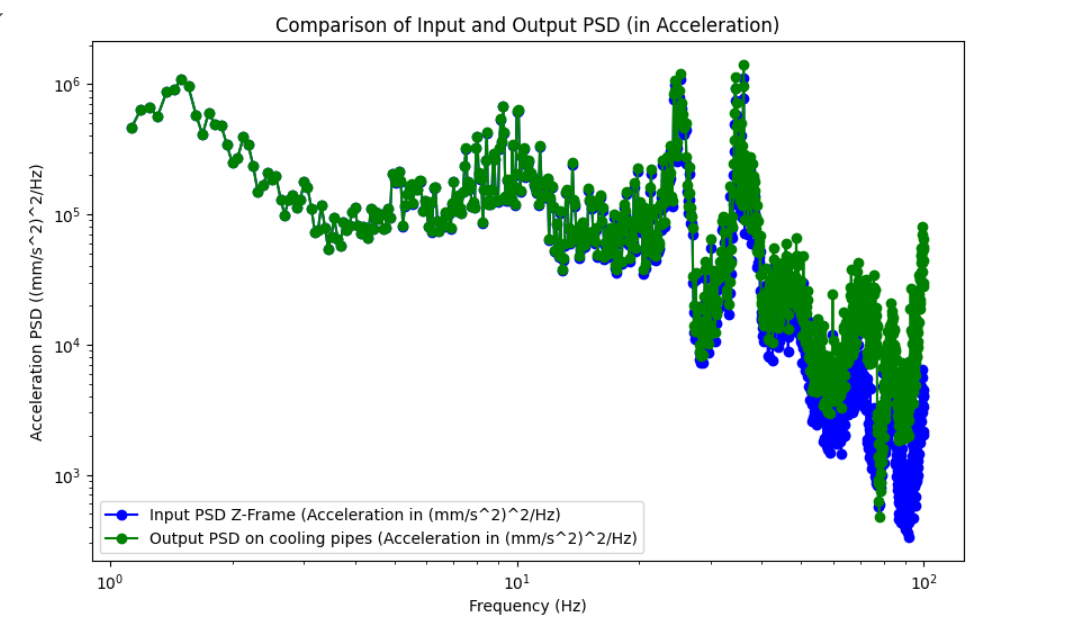 Comparison of Input and Output PSD (in Acceleration)
Acceleration PSD ((mm/s^2)^2/Hz)
10^6
10^5
10^4
10^3
Input PSD Z-Frame (Acceleration in (mm/s^2)^2/Hz)
Output PSD on cooling pipes (Acceleration in (mm/s^2)^2/Hz)
10^0 10^1 10^2
Frequency (Hz)